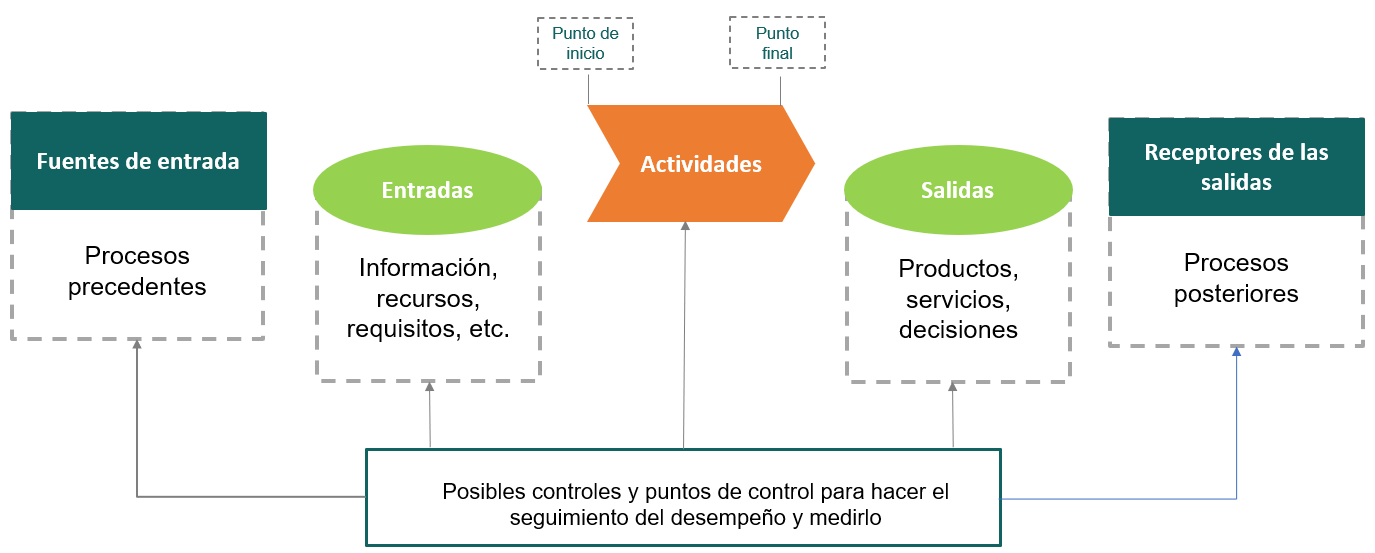 Punto de
inicio
Punto
final
Fuentes de entrada
Procesos
precedentes
Entradas
Información,
recursos,
requisitos, etc.
Actividades
Salidas
Productos,
servicios,
decisiones
Receptores de las
salidas
Procesos
posteriores
Posibles controles y puntos de control para hacer el
seguimiento del desempeño y medirlo